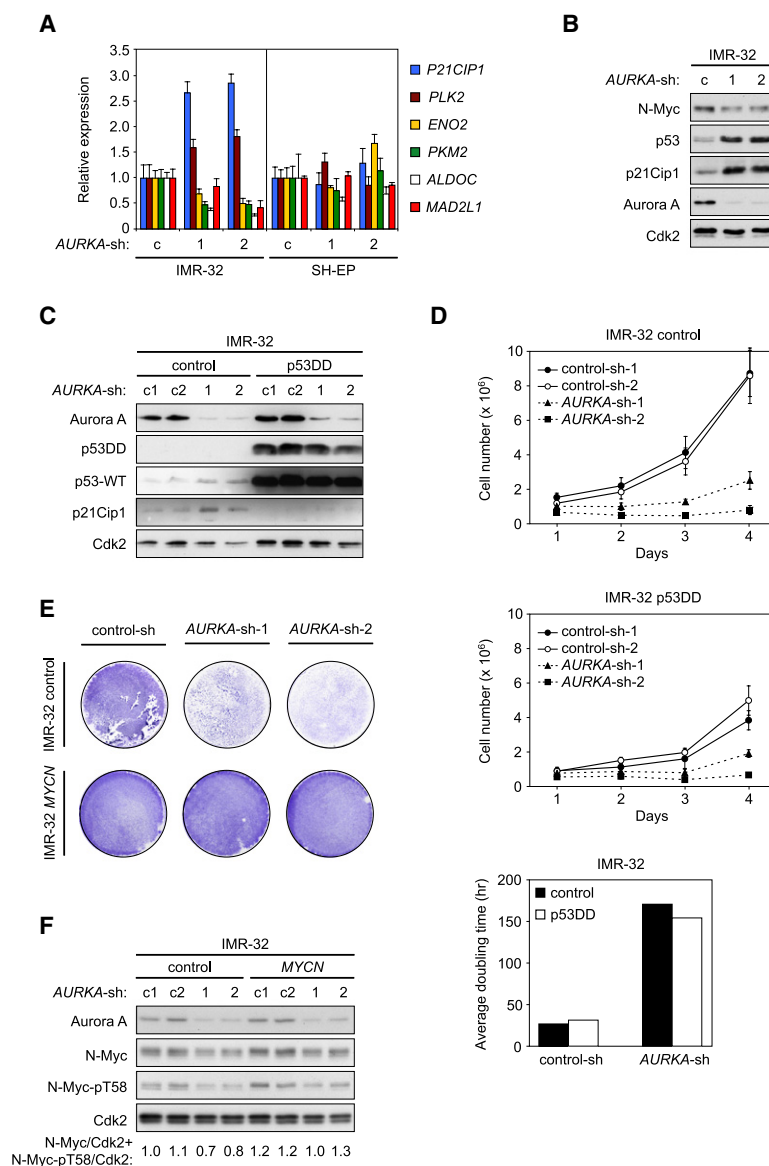 A
Relative expression
3.5
3.0
2.5
2.0
1.5
1.0
0.5
0
AURKA-sh: c 1 2 c 1 2
IMR-32 SH-EP
P21CIP1
PLK2
ENO2
PKM2
ALDOC
MAD2L1
B
IMR-32
AURKA-sh: c 1 2
N-Myc
p53
p21Cip1
Aurora A
Cdk2
C
IMR-32
control p53DD
AURKA-sh: c1 c2 1 2 c1 c2 1 2
Aurora A
p53DD
p53-WT
p21Cip1
Cdk2
D
IMR-32 control
Cell number (x 10⁶)
10
8
6
4
2
0
control-sh-1
control-sh-2
AURKA-sh-1
AURKA-sh-2
1 2 3 4
Days
IMR-32 p53DD
Cell number (x 10⁶)
10
8
6
4
2
0
control-sh-1
control-sh-2
AURKA-sh-1
AURKA-sh-2
1 2 3 4
Days
IMR-32
Average doubling time (hr)
200
150
100
50
0
control
p53DD
control-sh AURKA-sh
E
control-sh AURKA-sh-1 AURKA-sh-2
IMR-32 control
IMR-32 MYCN
F
IMR-32
control MYCN
AURKA-sh: c1 c2 1 2 c1 c2 1 2
Aurora A
N-Myc
N-Myc-pT58
Cdk2
N-Myc/Cdk2+
N-Myc-pT58/Cdk2: 1.0 1.1 0.7 0.8 1.2 1.2 1.0 1.3